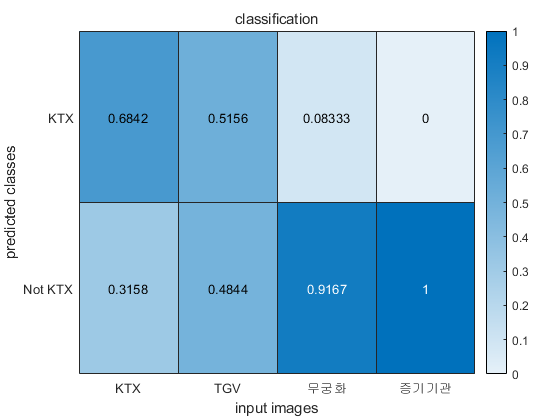 classification
KTX
0.6842
0.5156
0.08333
0
Not KTX
0.3158
0.4844
0.9167
1
KTX
TGV
무궁화
증기기관
input images
predicted classes
1
0.9
0.8
0.7
0.6
0.5
0.4
0.3
0.2
0.1
0